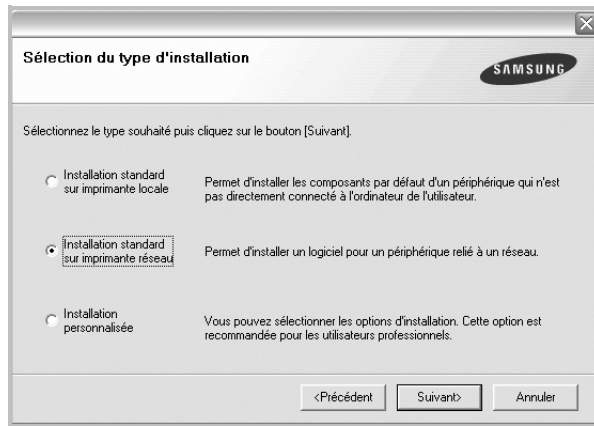 Sélection du type d'installation
SAMSUNG
Sélectionnez le type souhaité puis cliquez sur le bouton [Suivant].
Installation standard
sur imprimante locale
Permet d'installer les composants par défaut d'un périphérique qui n'est
pas directement connecté à l'ordinateur de l'utilisateur.
Installation standard
sur imprimante réseau
Permet d'installer un logiciel pour un périphérique relié à un réseau.
Installation
personnalisée
Vous pouvez sélectionner les options d'installation. Cette option est
recommandée pour les utilisateurs professionnels.
<Précédent
Suivant>
Annuler